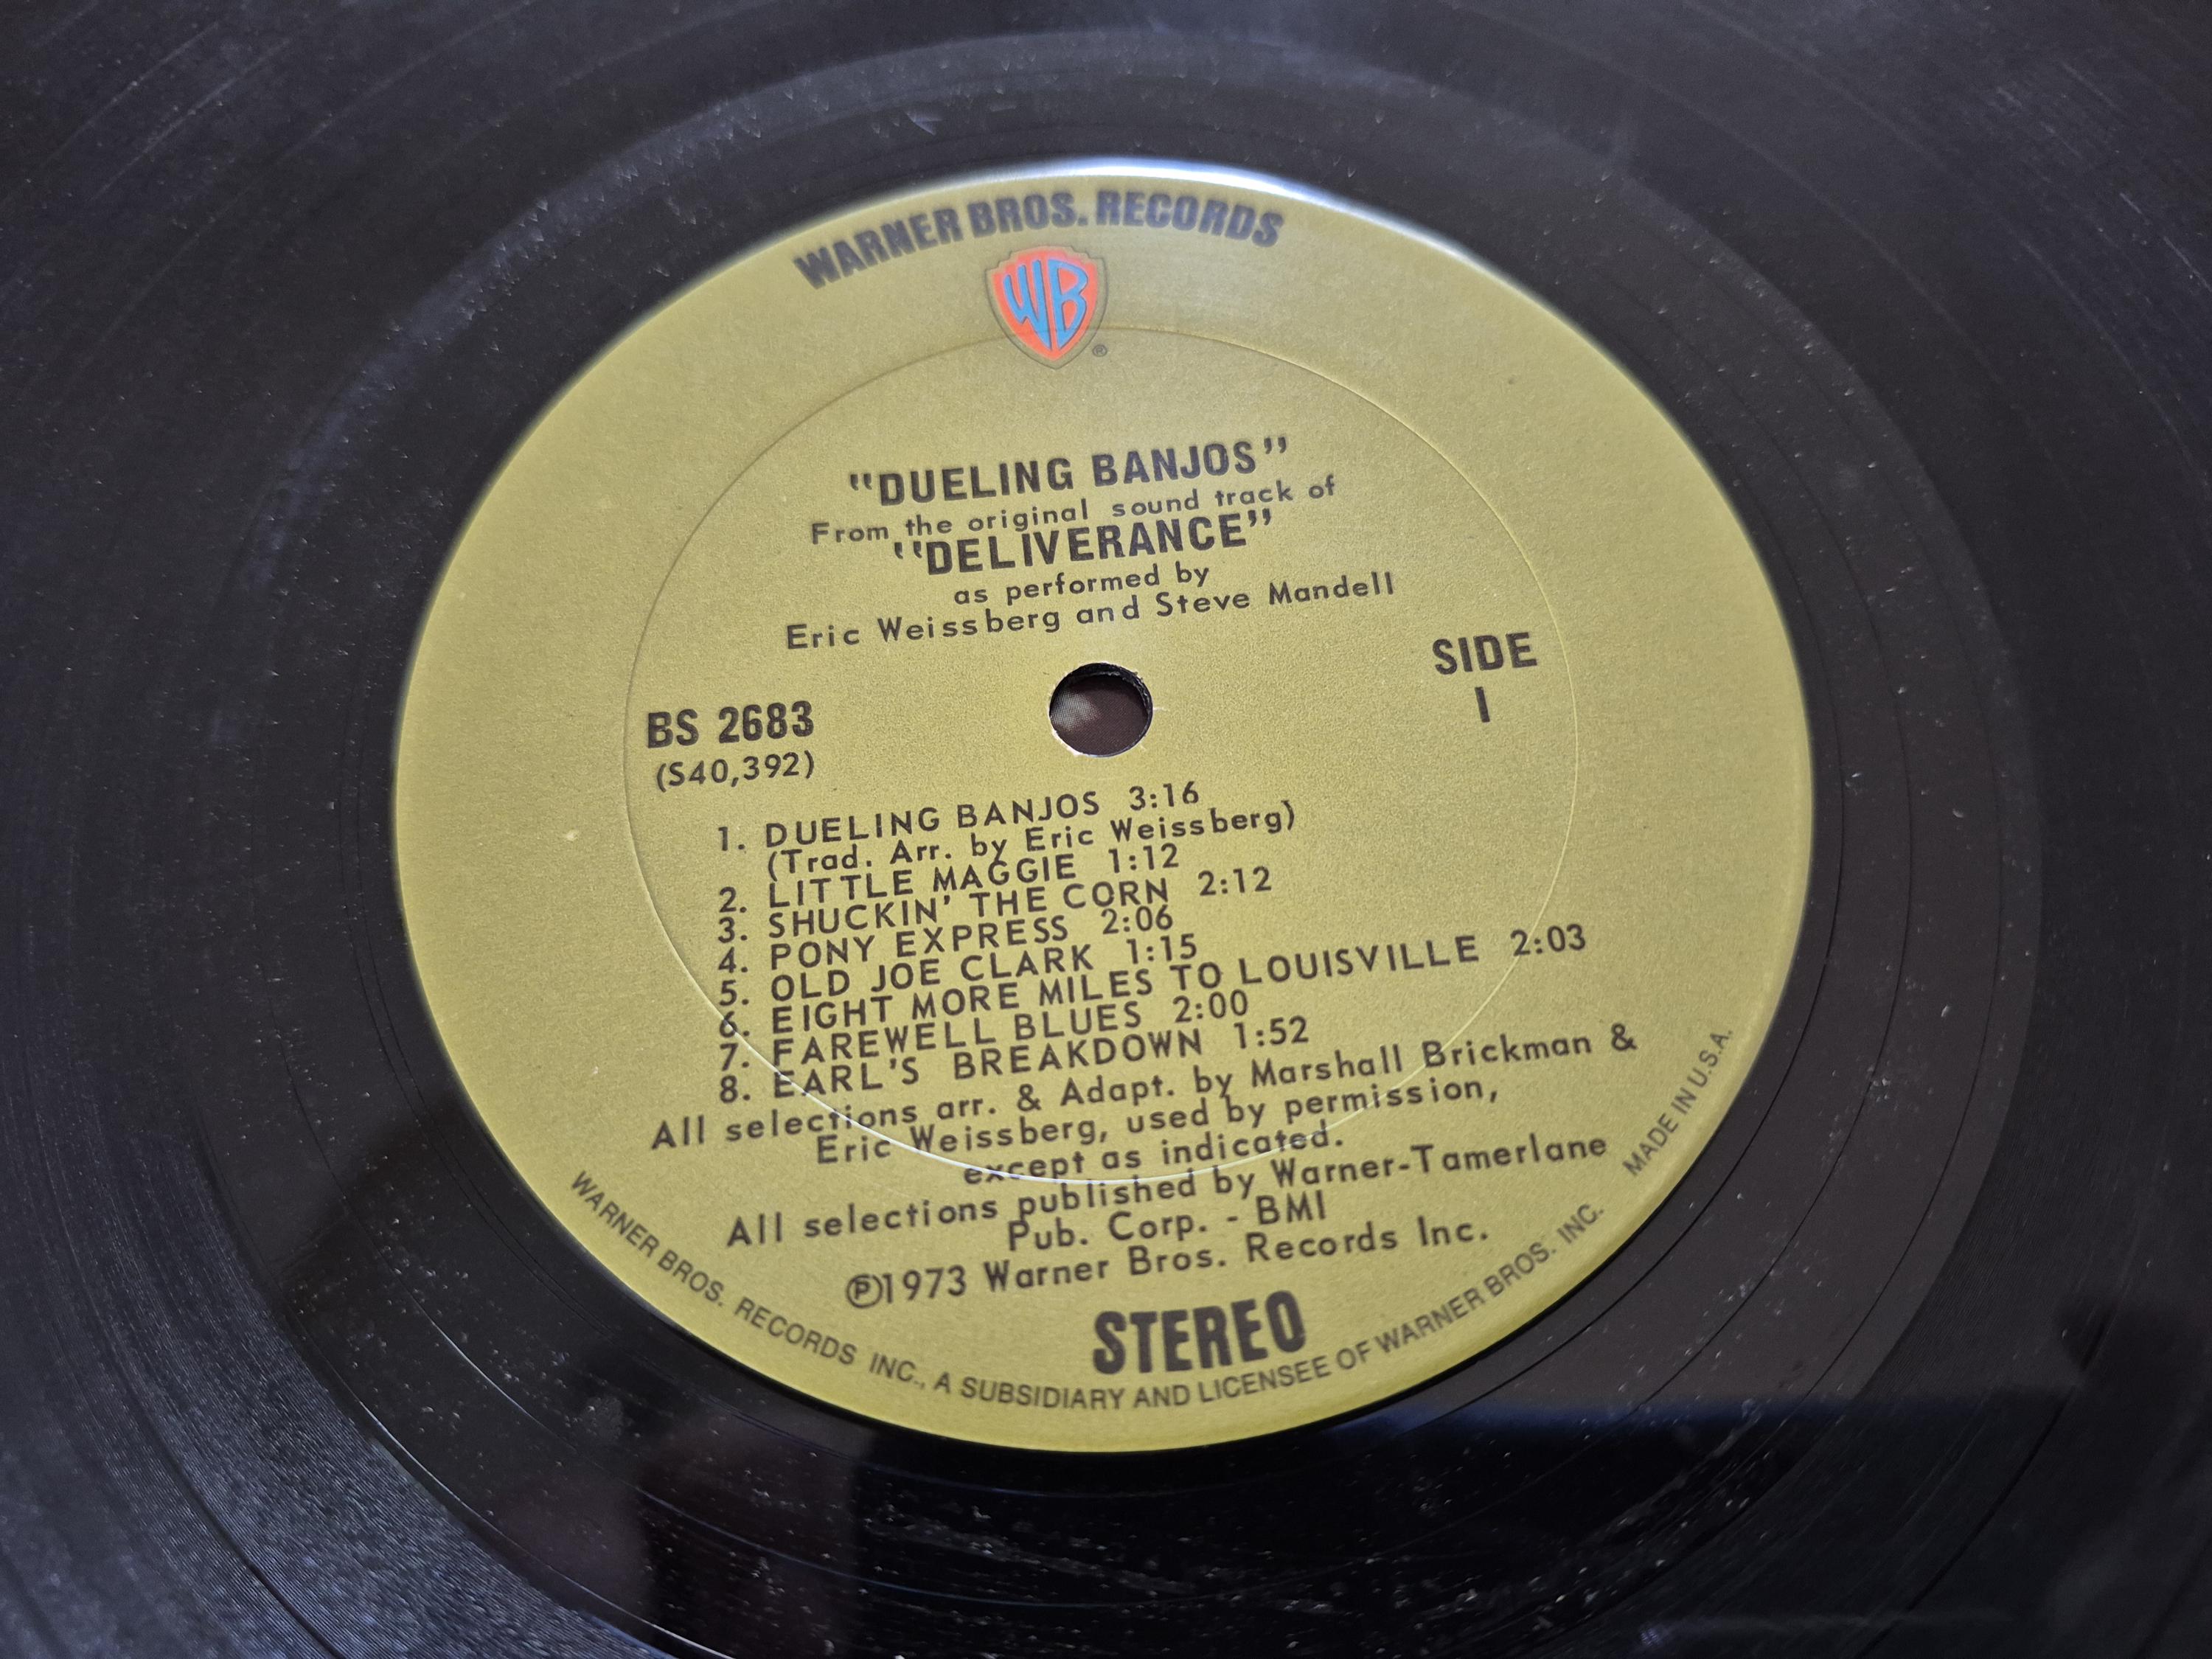 WARNER BROS. RECORDS
WB
®
"DUELING BANJOS"
From the original sound track of
"DELIVERANCE"
as performed by
Eric Weissberg and Steve Mandell
SIDE
1
BS 2683
(S40,392)
1. DUELING BANJOS 3:16
(Trad. Arr. by Eric Weissberg)
2. LITTLE MAGGIE 1:12
3. SHUCKIN' THE CORN 2:12
4. PONY EXPRESS 2:06
5. OLD JOE CLARK 1:15
6. EIGHT MORE MILES TO LOUISVILLE 2:03
7. FAREWELL BLUES 2:00
8. EARL'S BREAKDOWN 1:52
All selections arr. & Adapt. by Marshall Brickman &
Eric Weissberg, used by permission,
except as indicated.
All selections published by Warner-Tamerlane
Pub. Corp. - BMI
℗1973 Warner Bros. Records Inc.
STEREO
WARNER BROS. RECORDS INC., A SUBSIDIARY AND LICENSEE OF WARNER BROS. INC. MADE IN U.S.A.